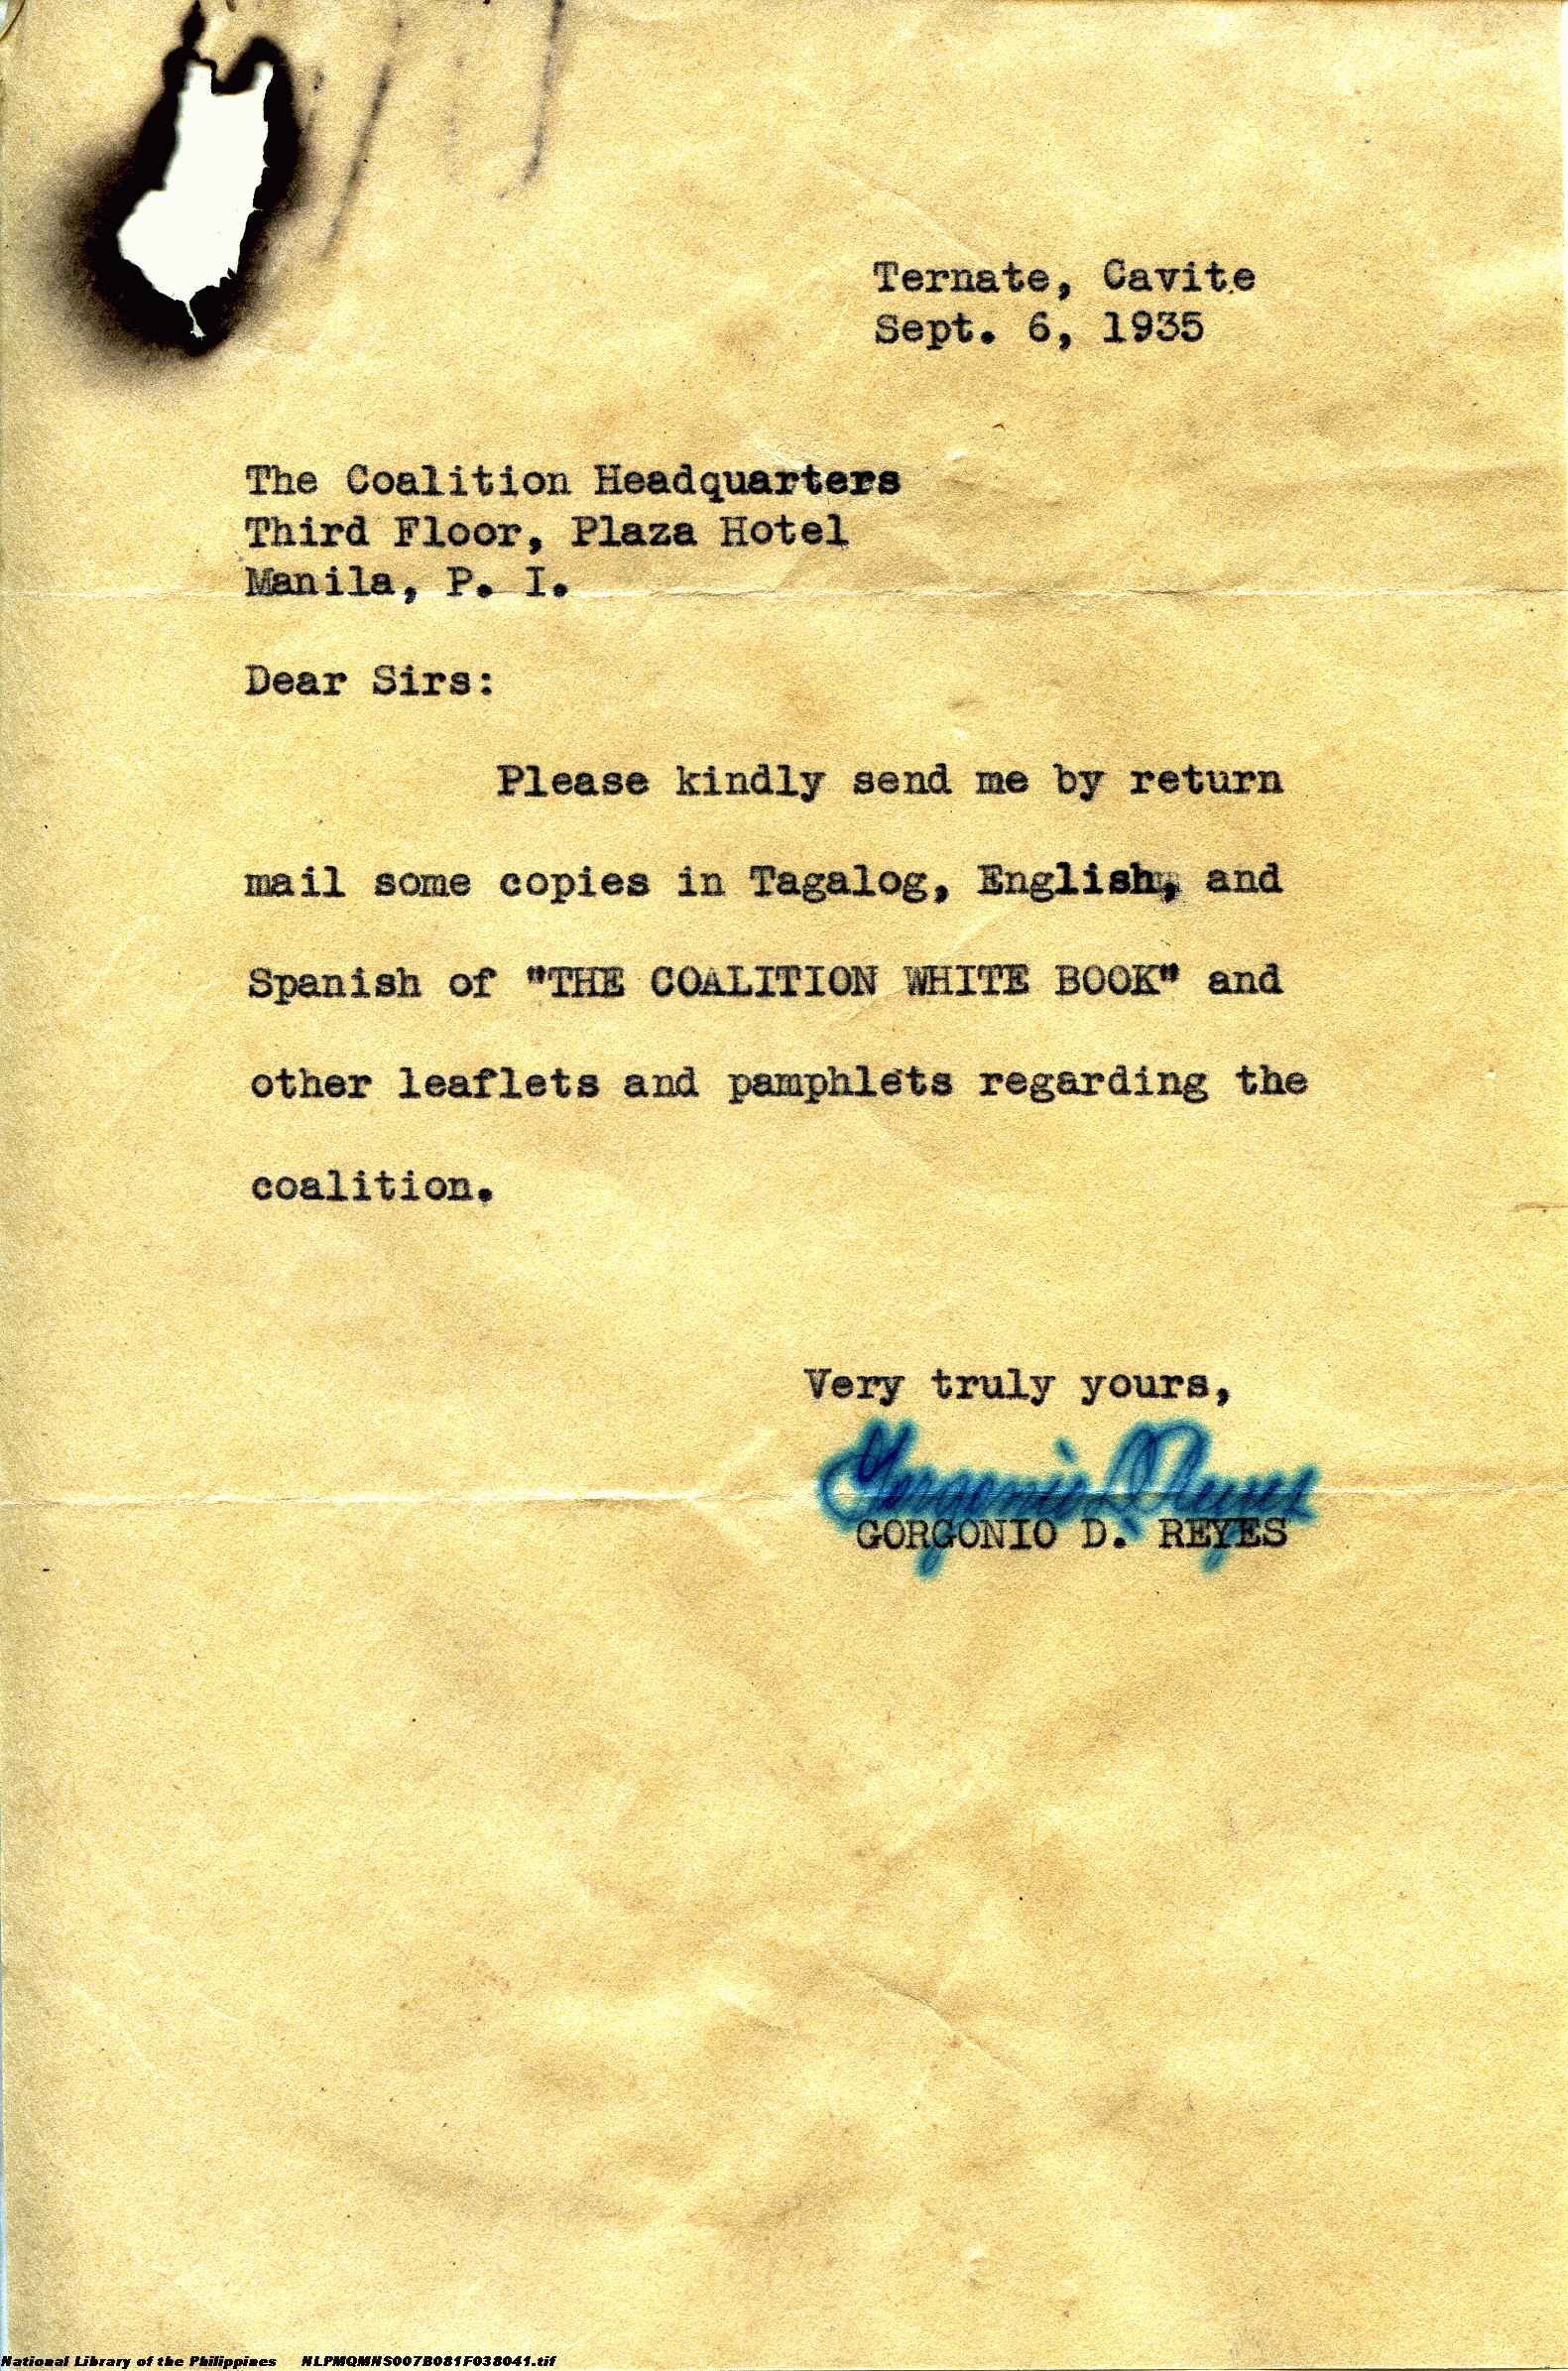 Ternate, Cavite
Sept. 6, 1935
The Coalition Headquarters
Third Floor, Plaza Hotel
Manila, P. I.
Dear Sirs:
Please kindly send me by return
mail some copies in Tagalog, English, and
Spanish of "THE COALITION WHITE BOOK" and
other leaflets and pamphlets regarding the
coalition.
Very truly yours,
Gorgonio D. Reyes
GORGONIO D. REYES
National Library of the Philippines NLPMQMNS007B081F038041.tif